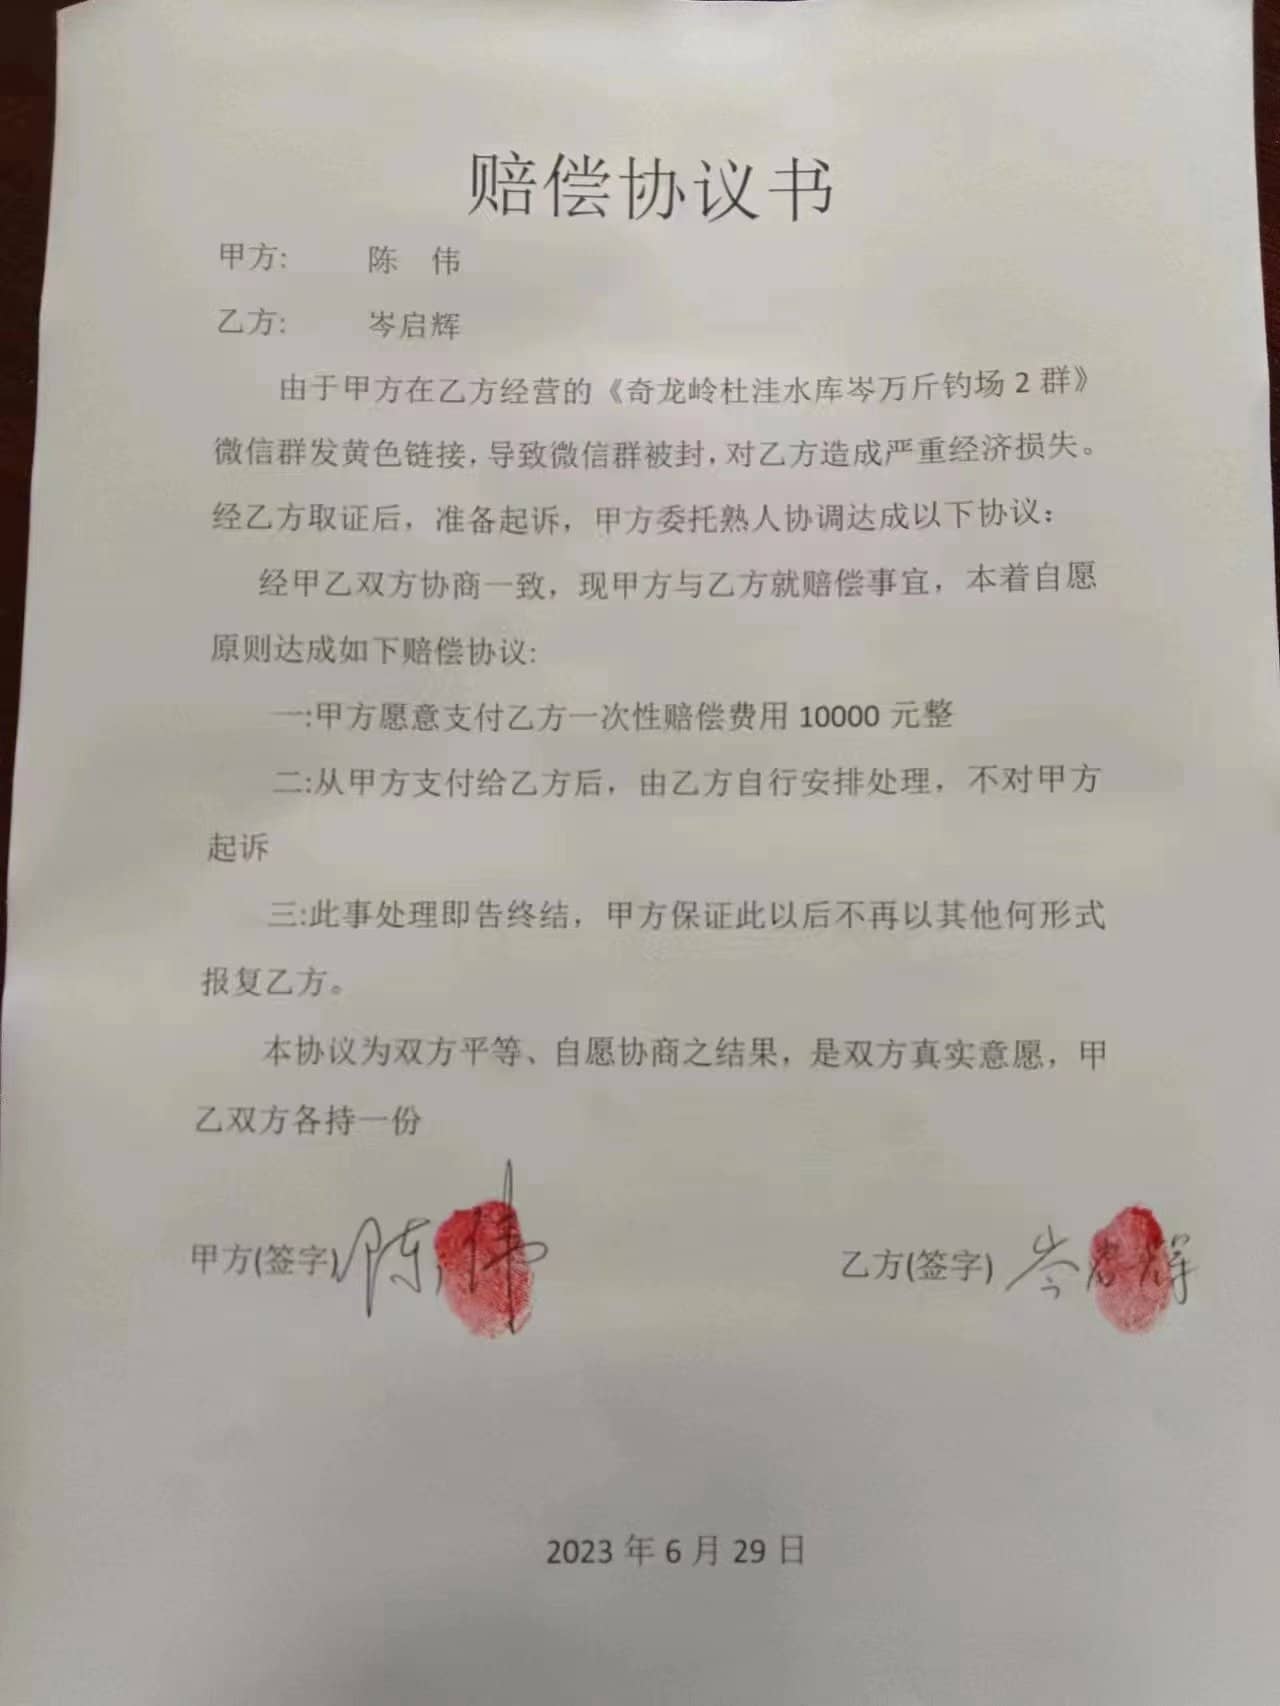 赔偿协议书
甲方: 陈 伟
乙方: 岑启辉
由于甲方在乙方经营的《奇龙岭杜洼水库岑万斤钓场 2 群》
微信群发黄色链接，导致微信群被封，对乙方造成严重经济损失。
经乙方取证后，准备起诉，甲方委托熟人协调达成以下协议：
经甲乙双方协商一致，现甲方与乙方就赔偿事宜，本着自愿
原则达成如下赔偿协议:
一:甲方愿意支付乙方一次性赔偿费用 10000 元整
二:从甲方支付给乙方后，由乙方自行安排处理，不对甲方
起诉
三:此事处理即告终结，甲方保证此以后不再以其他何形式
报复乙方。
本协议为双方平等、自愿协商之结果，是双方真实意愿，甲
乙双方各持一份
甲方(签字) 陈伟 乙方(签字) 岑启辉
2023 年 6 月 29 日